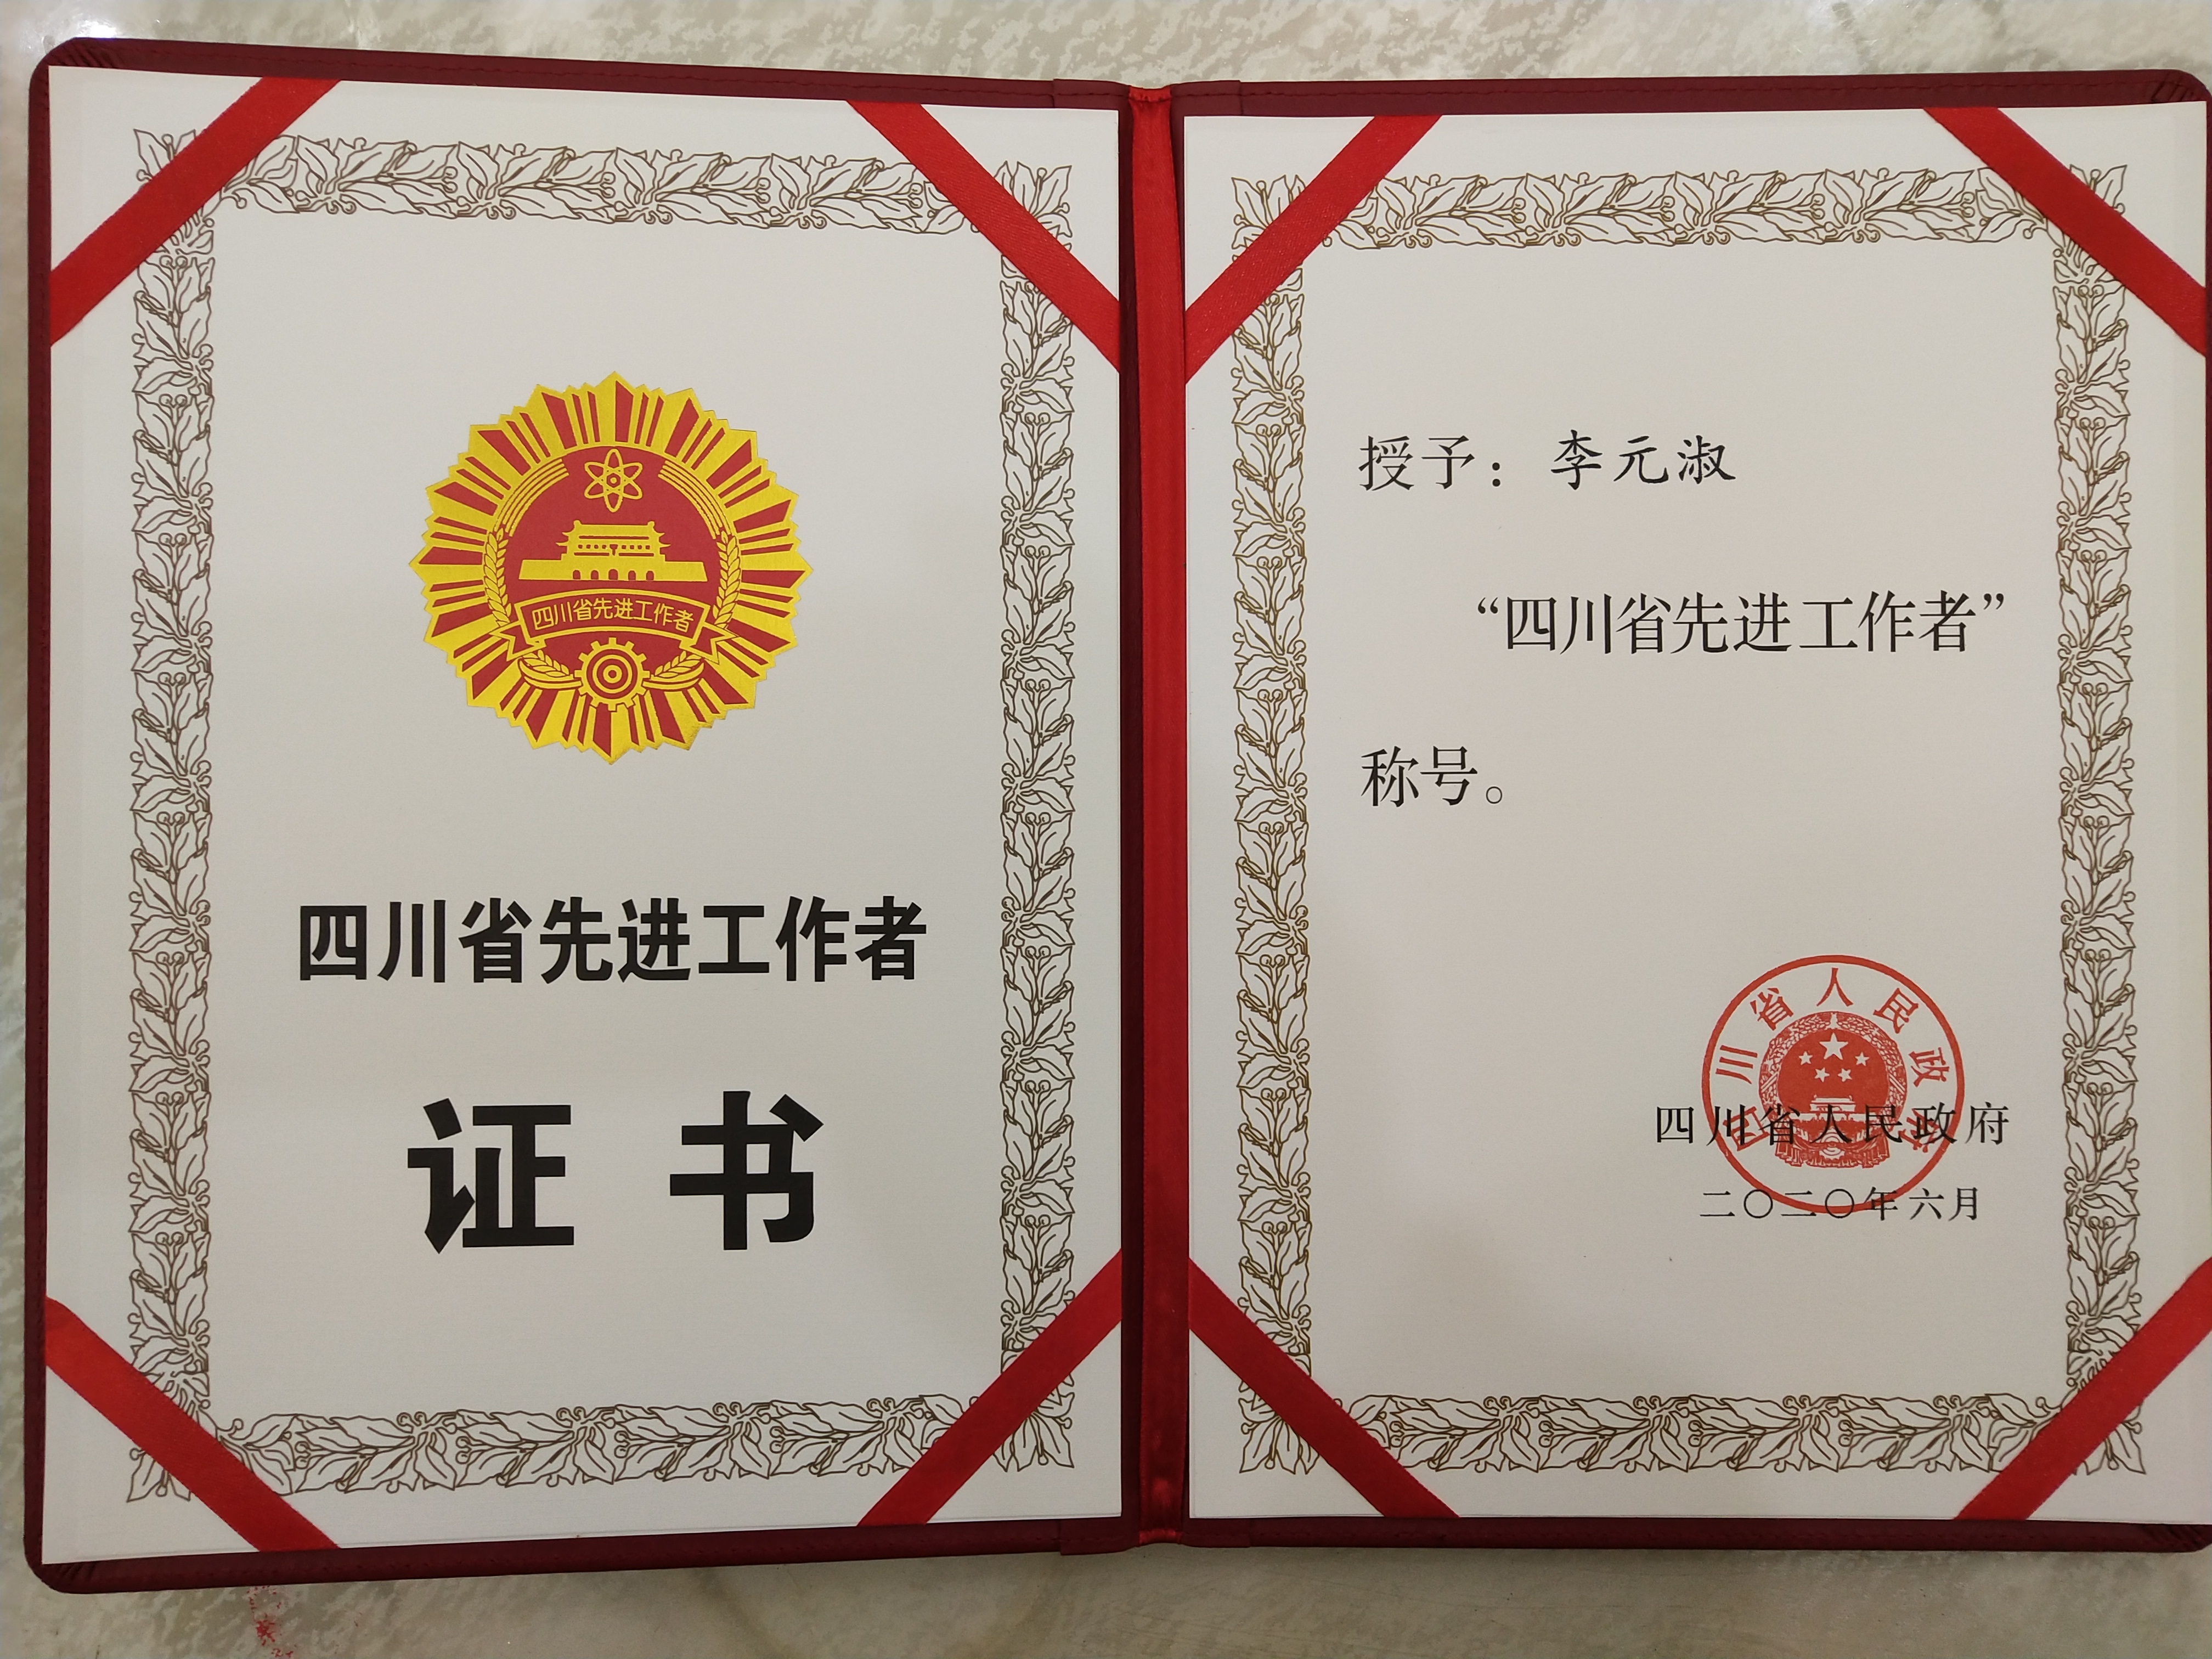 四川省先进工作者
四川省先进工作者
证书
授予：李元淑
“四川省先进工作者”
称号。
四川省人民政府
四川省人民政府
二〇二〇年六月